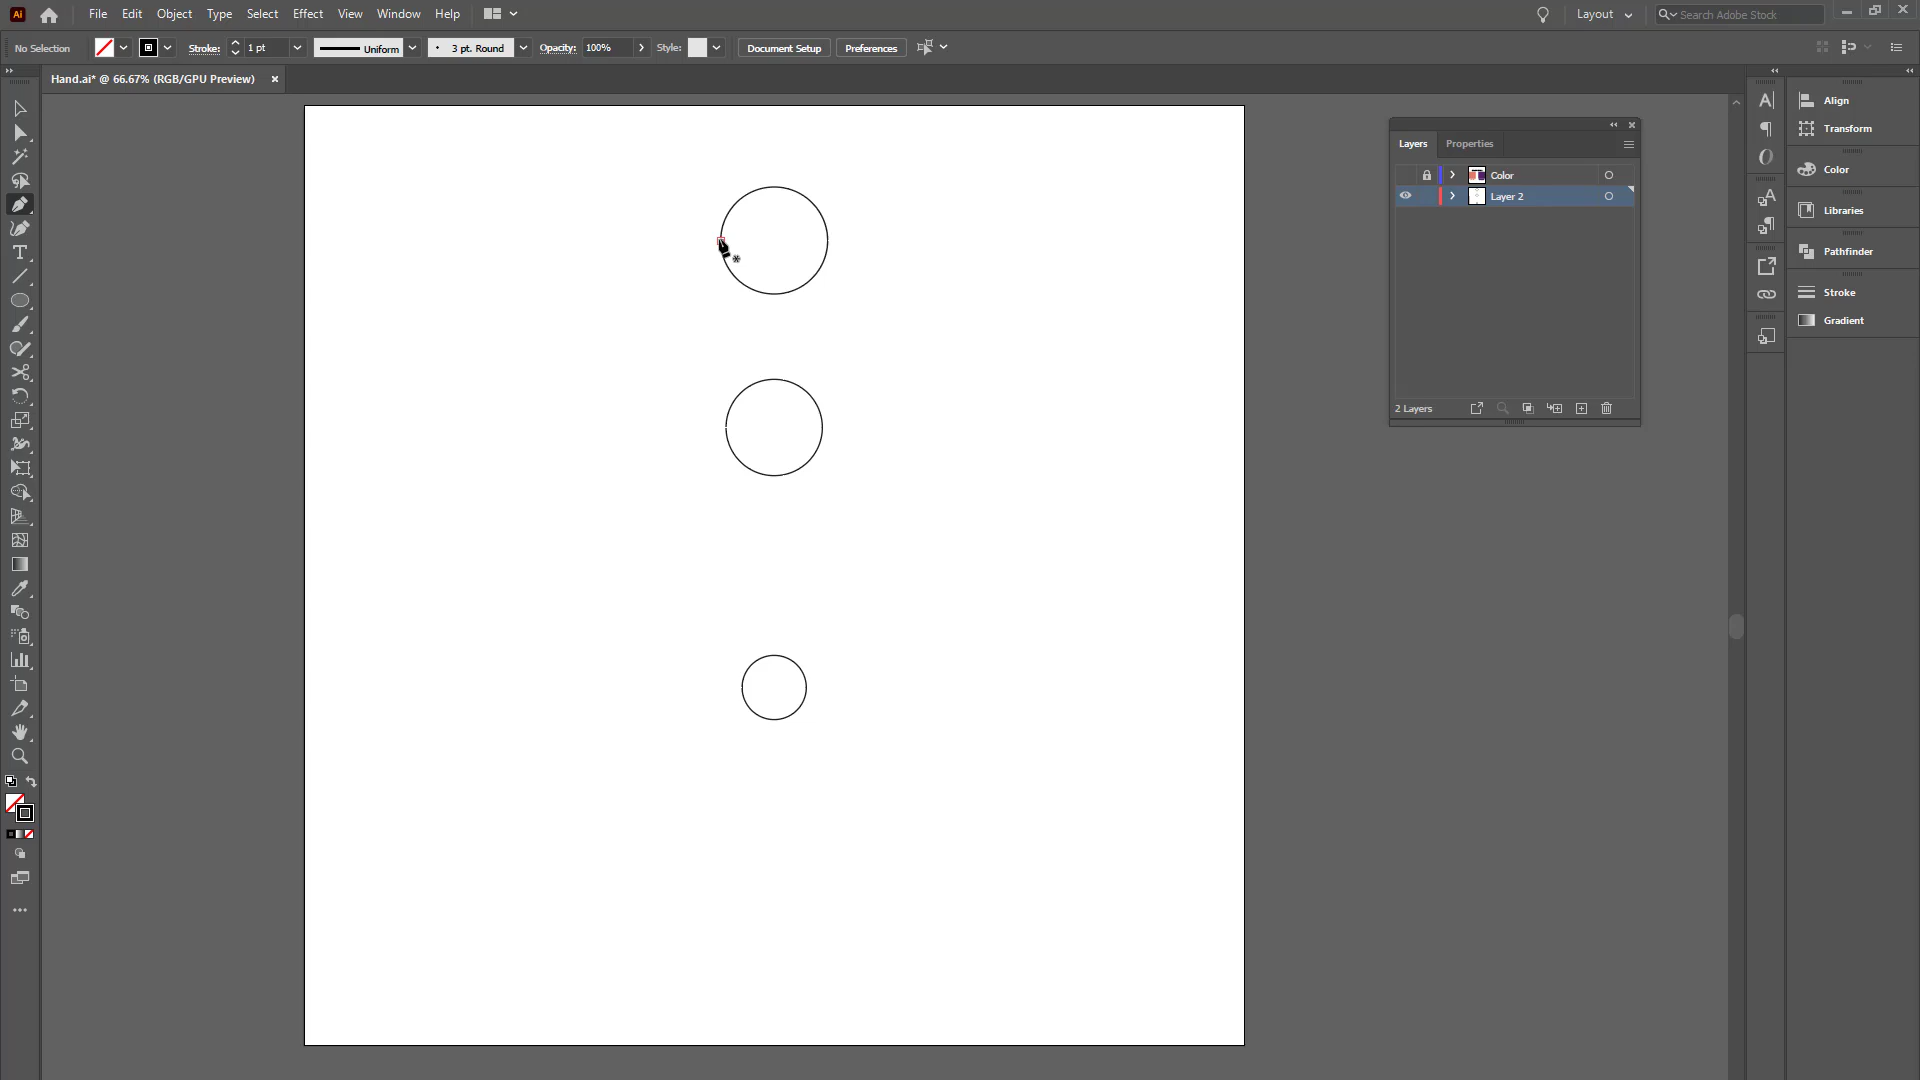 Ai File Edit Object Type Select Effect View Window Help Layout Search Adobe Stock
No Selection Stroke: 1 pt Uniform 3 pt. Round Opacity: 100% Style: Document Setup Preferences
Hand.ai* @ 66.67% (RGB/GPU Preview)
Layers Properties
Color
Layer 2
2 Layers
Align
Transform
Color
Libraries
Pathfinder
Stroke
Gradient